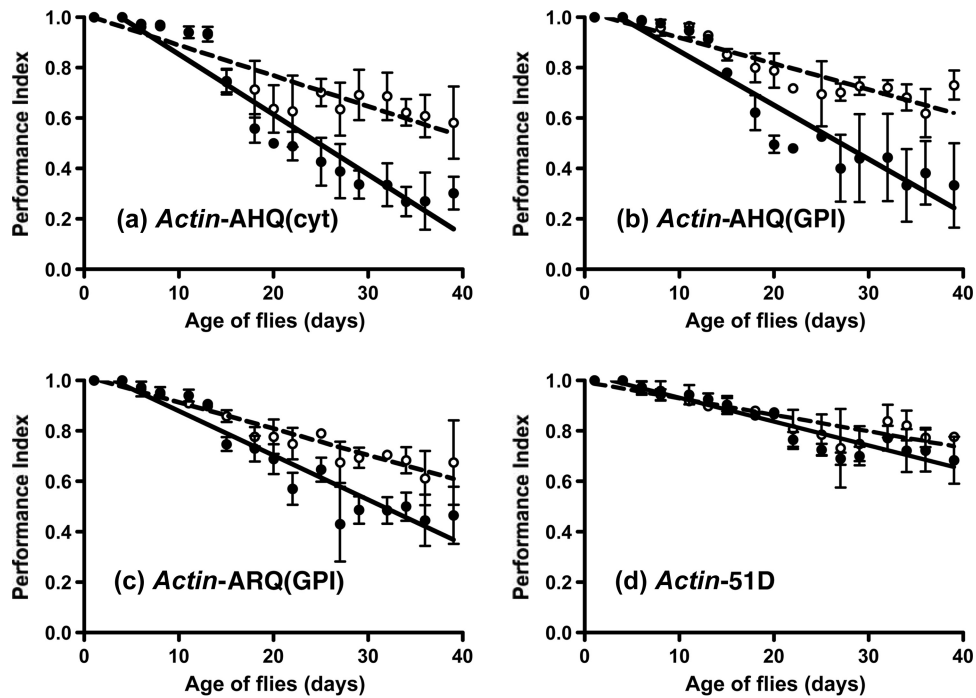 Performance Index
1.0
0.8
0.6
0.4
0.2
0.0
(a) Actin-AHQ(cyt)
0 10 20 30 40
Age of flies (days)
Performance Index
1.0
0.8
0.6
0.4
0.2
0.0
(b) Actin-AHQ(GPI)
0 10 20 30 40
Age of flies (days)
Performance Index
1.0
0.8
0.6
0.4
0.2
0.0
(c) Actin-ARQ(GPI)
0 10 20 30 40
Age of flies (days)
Performance Index
1.0
0.8
0.6
0.4
0.2
0.0
(d) Actin-51D
0 10 20 30 40
Age of flies (days)